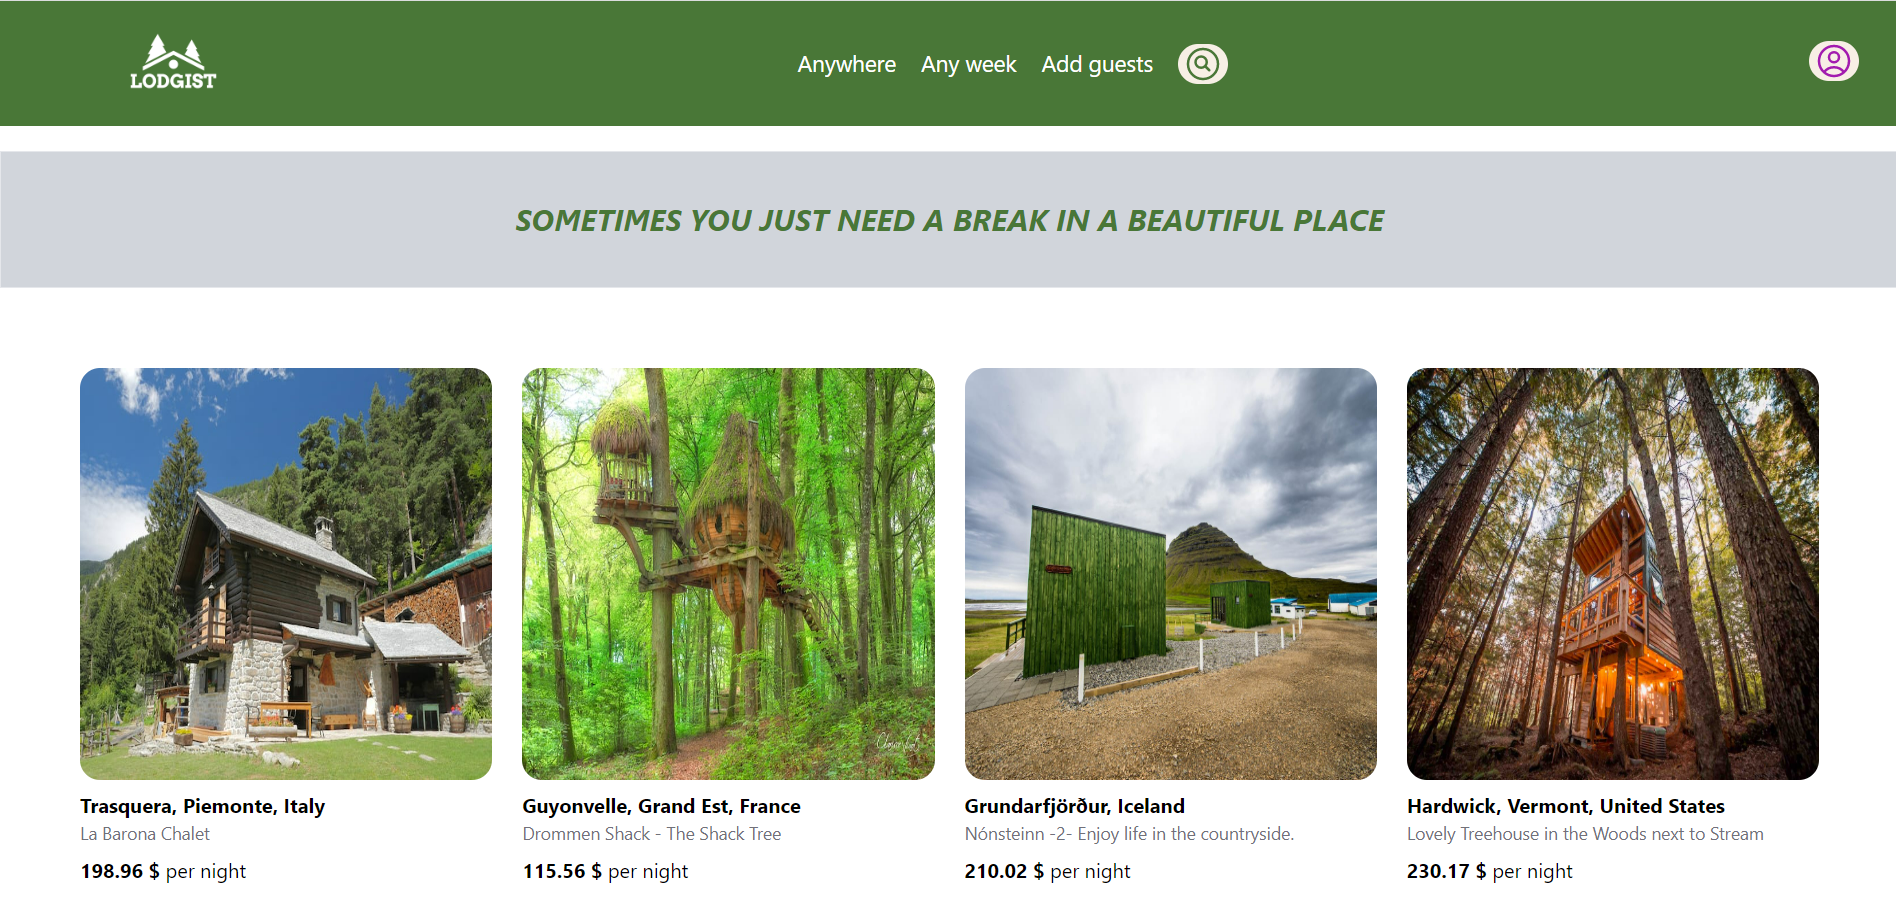 LODGIST
Anywhere Any week Add guests
SOMETIMES YOU JUST NEED A BREAK IN A BEAUTIFUL PLACE
Trasquera, Piemonte, Italy
La Barona Chalet
198.96 $ per night
Guyonvelle, Grand Est, France
Drommen Shack - The Shack Tree
115.56 $ per night
Grundarfjörður, Iceland
Nónsteinn -2- Enjoy life in the countryside.
210.02 $ per night
Hardwick, Vermont, United States
Lovely Treehouse in the Woods next to Stream
230.17 $ per night